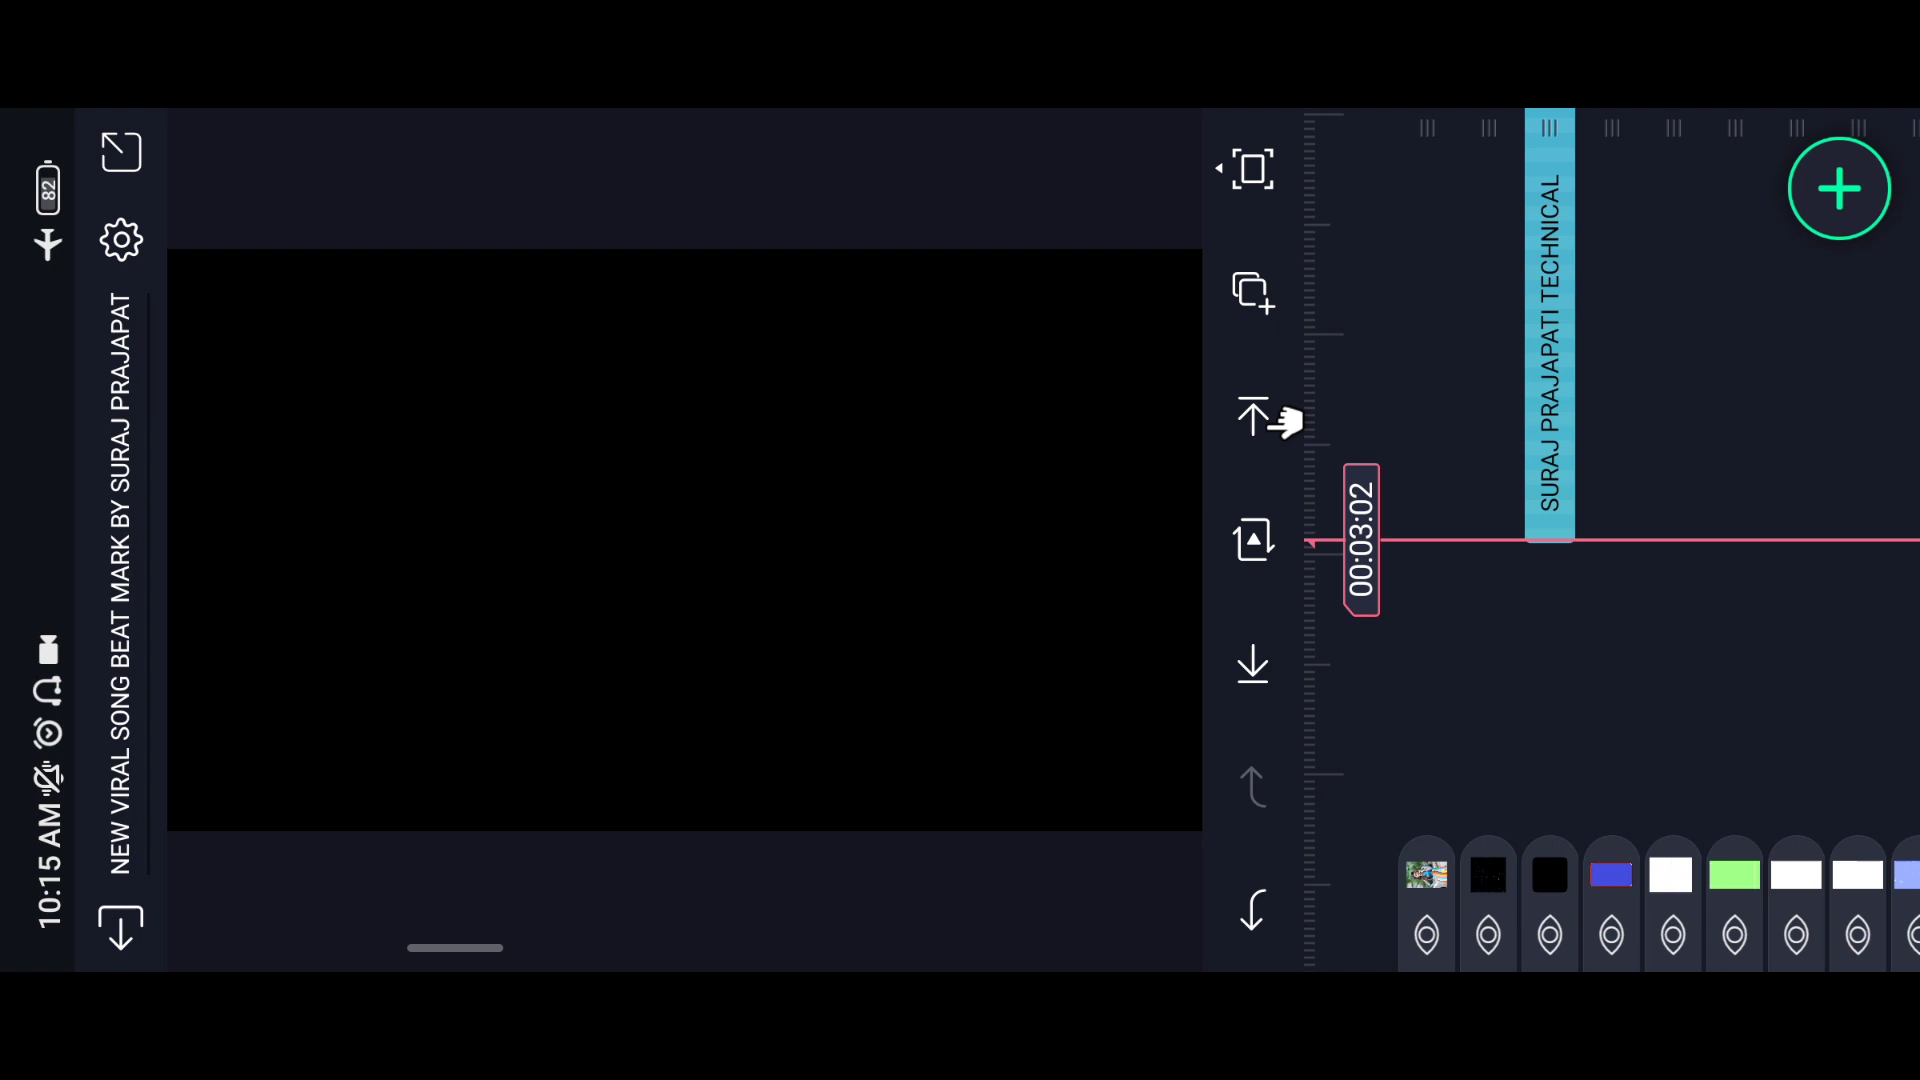 10:15 AM
82
NEW VIRAL SONG BEAT MARK BY SURAJ PRAJAPAT
00:03:02
SURAJ PRAJAPATI TECHNICAL